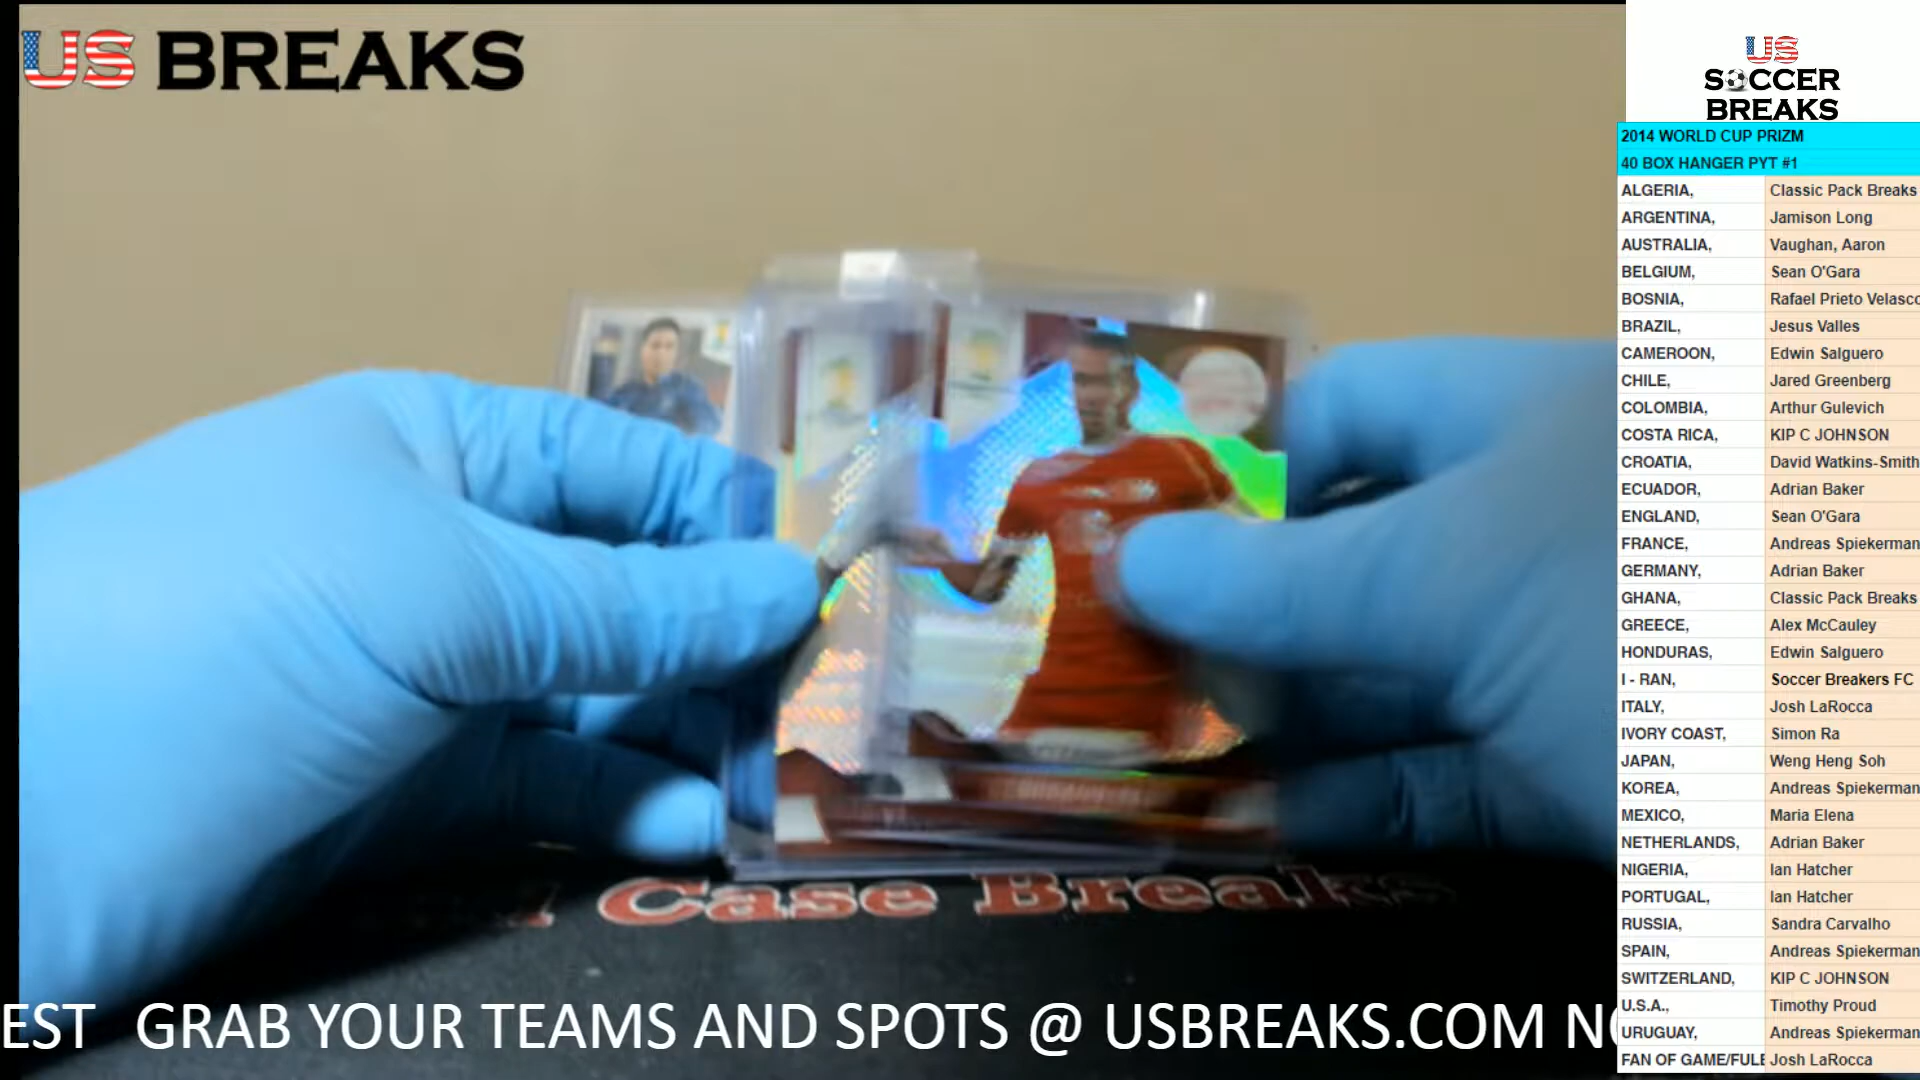 US BREAKS
US
SOCCER
BREAKS
2014 WORLD CUP PRIZM
40 BOX HANGER PYT #1
ALGERIA, Classic Pack Breaks
ARGENTINA, Jamison Long
AUSTRALIA, Vaughan, Aaron
BELGIUM, Sean O'Gara
BOSNIA, Rafael Prieto Velasco
BRAZIL, Jesus Valles
CAMEROON, Edwin Salguero
CHILE, Jared Greenberg
COLOMBIA, Arthur Gulevich
COSTA RICA, KIP C JOHNSON
CROATIA, David Watkins-Smith
ECUADOR, Adrian Baker
ENGLAND, Sean O'Gara
FRANCE, Andreas Spiekerman
GERMANY, Adrian Baker
GHANA, Classic Pack Breaks
GREECE, Alex McCauley
HONDURAS, Edwin Salguero
I - RAN, Soccer Breakers FC
ITALY, Josh LaRocca
IVORY COAST, Simon Ra
JAPAN, Weng Heng Soh
KOREA, Andreas Spiekerman
MEXICO, Maria Elena
NETHERLANDS, Adrian Baker
NIGERIA, Ian Hatcher
PORTUGAL, Ian Hatcher
RUSSIA, Sandra Carvalho
SPAIN, Andreas Spiekerman
SWITZERLAND, KIP C JOHNSON
U.S.A., Timothy Proud
URUGUAY, Andreas Spiekerman
FAN OF GAME/FULE Josh LaRocca
Case Breaks
EST GRAB YOUR TEAMS AND SPOTS @ USBREAKS.COM NO